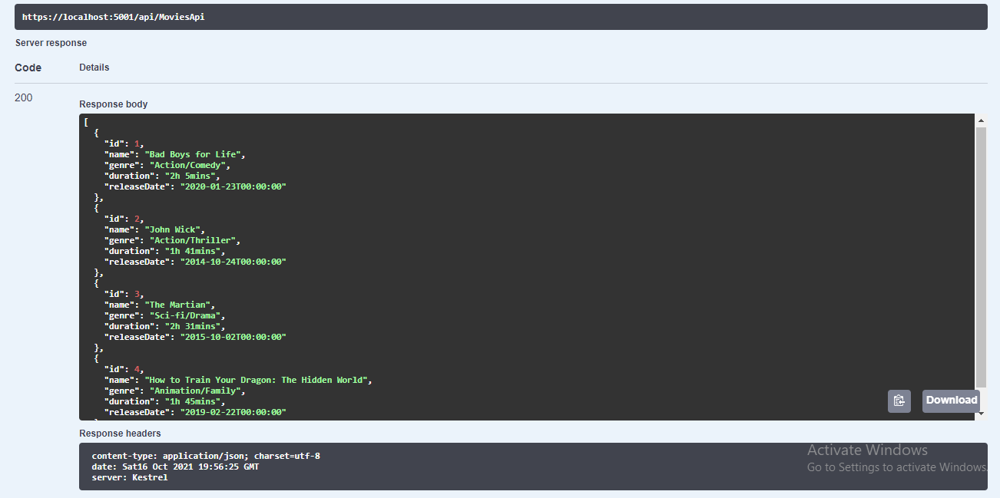 https://localhost:5001/api/MoviesApi
Server response
Code Details
200
Response body
[
  {
    "id": 1,
    "name": "Bad Boys for Life",
    "genre": "Action/Comedy",
    "duration": "2h 5mins",
    "releaseDate": "2020-01-23T00:00:00"
  },
  {
    "id": 2,
    "name": "John Wick",
    "genre": "Action/Thriller",
    "duration": "1h 41mins",
    "releaseDate": "2014-10-24T00:00:00"
  },
  {
    "id": 3,
    "name": "The Martian",
    "genre": "Sci-fi/Drama",
    "duration": "2h 31mins",
    "releaseDate": "2015-10-02T00:00:00"
  },
  {
    "id": 4,
    "name": "How to Train Your Dragon: The Hidden World",
    "genre": "Animation/Family",
    "duration": "1h 45mins",
    "releaseDate": "2019-02-22T00:00:00"
Download
Response headers
content-type: application/json; charset=utf-8
date: Sat16 Oct 2021 19:56:25 GMT
server: Kestrel
Activate Windows
Go to Settings to activate Windows.